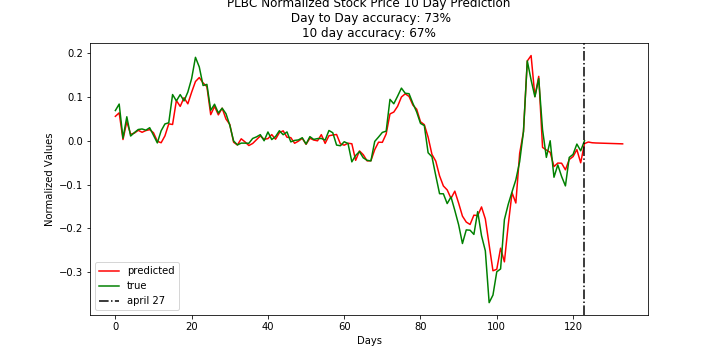 PLBC Normalized Stock Price 10 Day Prediction
Day to Day accuracy: 73%
10 day accuracy: 67%
0.2
0.1
0.0
−0.1
−0.2
−0.3
Normalized Values
predicted
true
april 27
0
20
40
60
80
100
120
Days